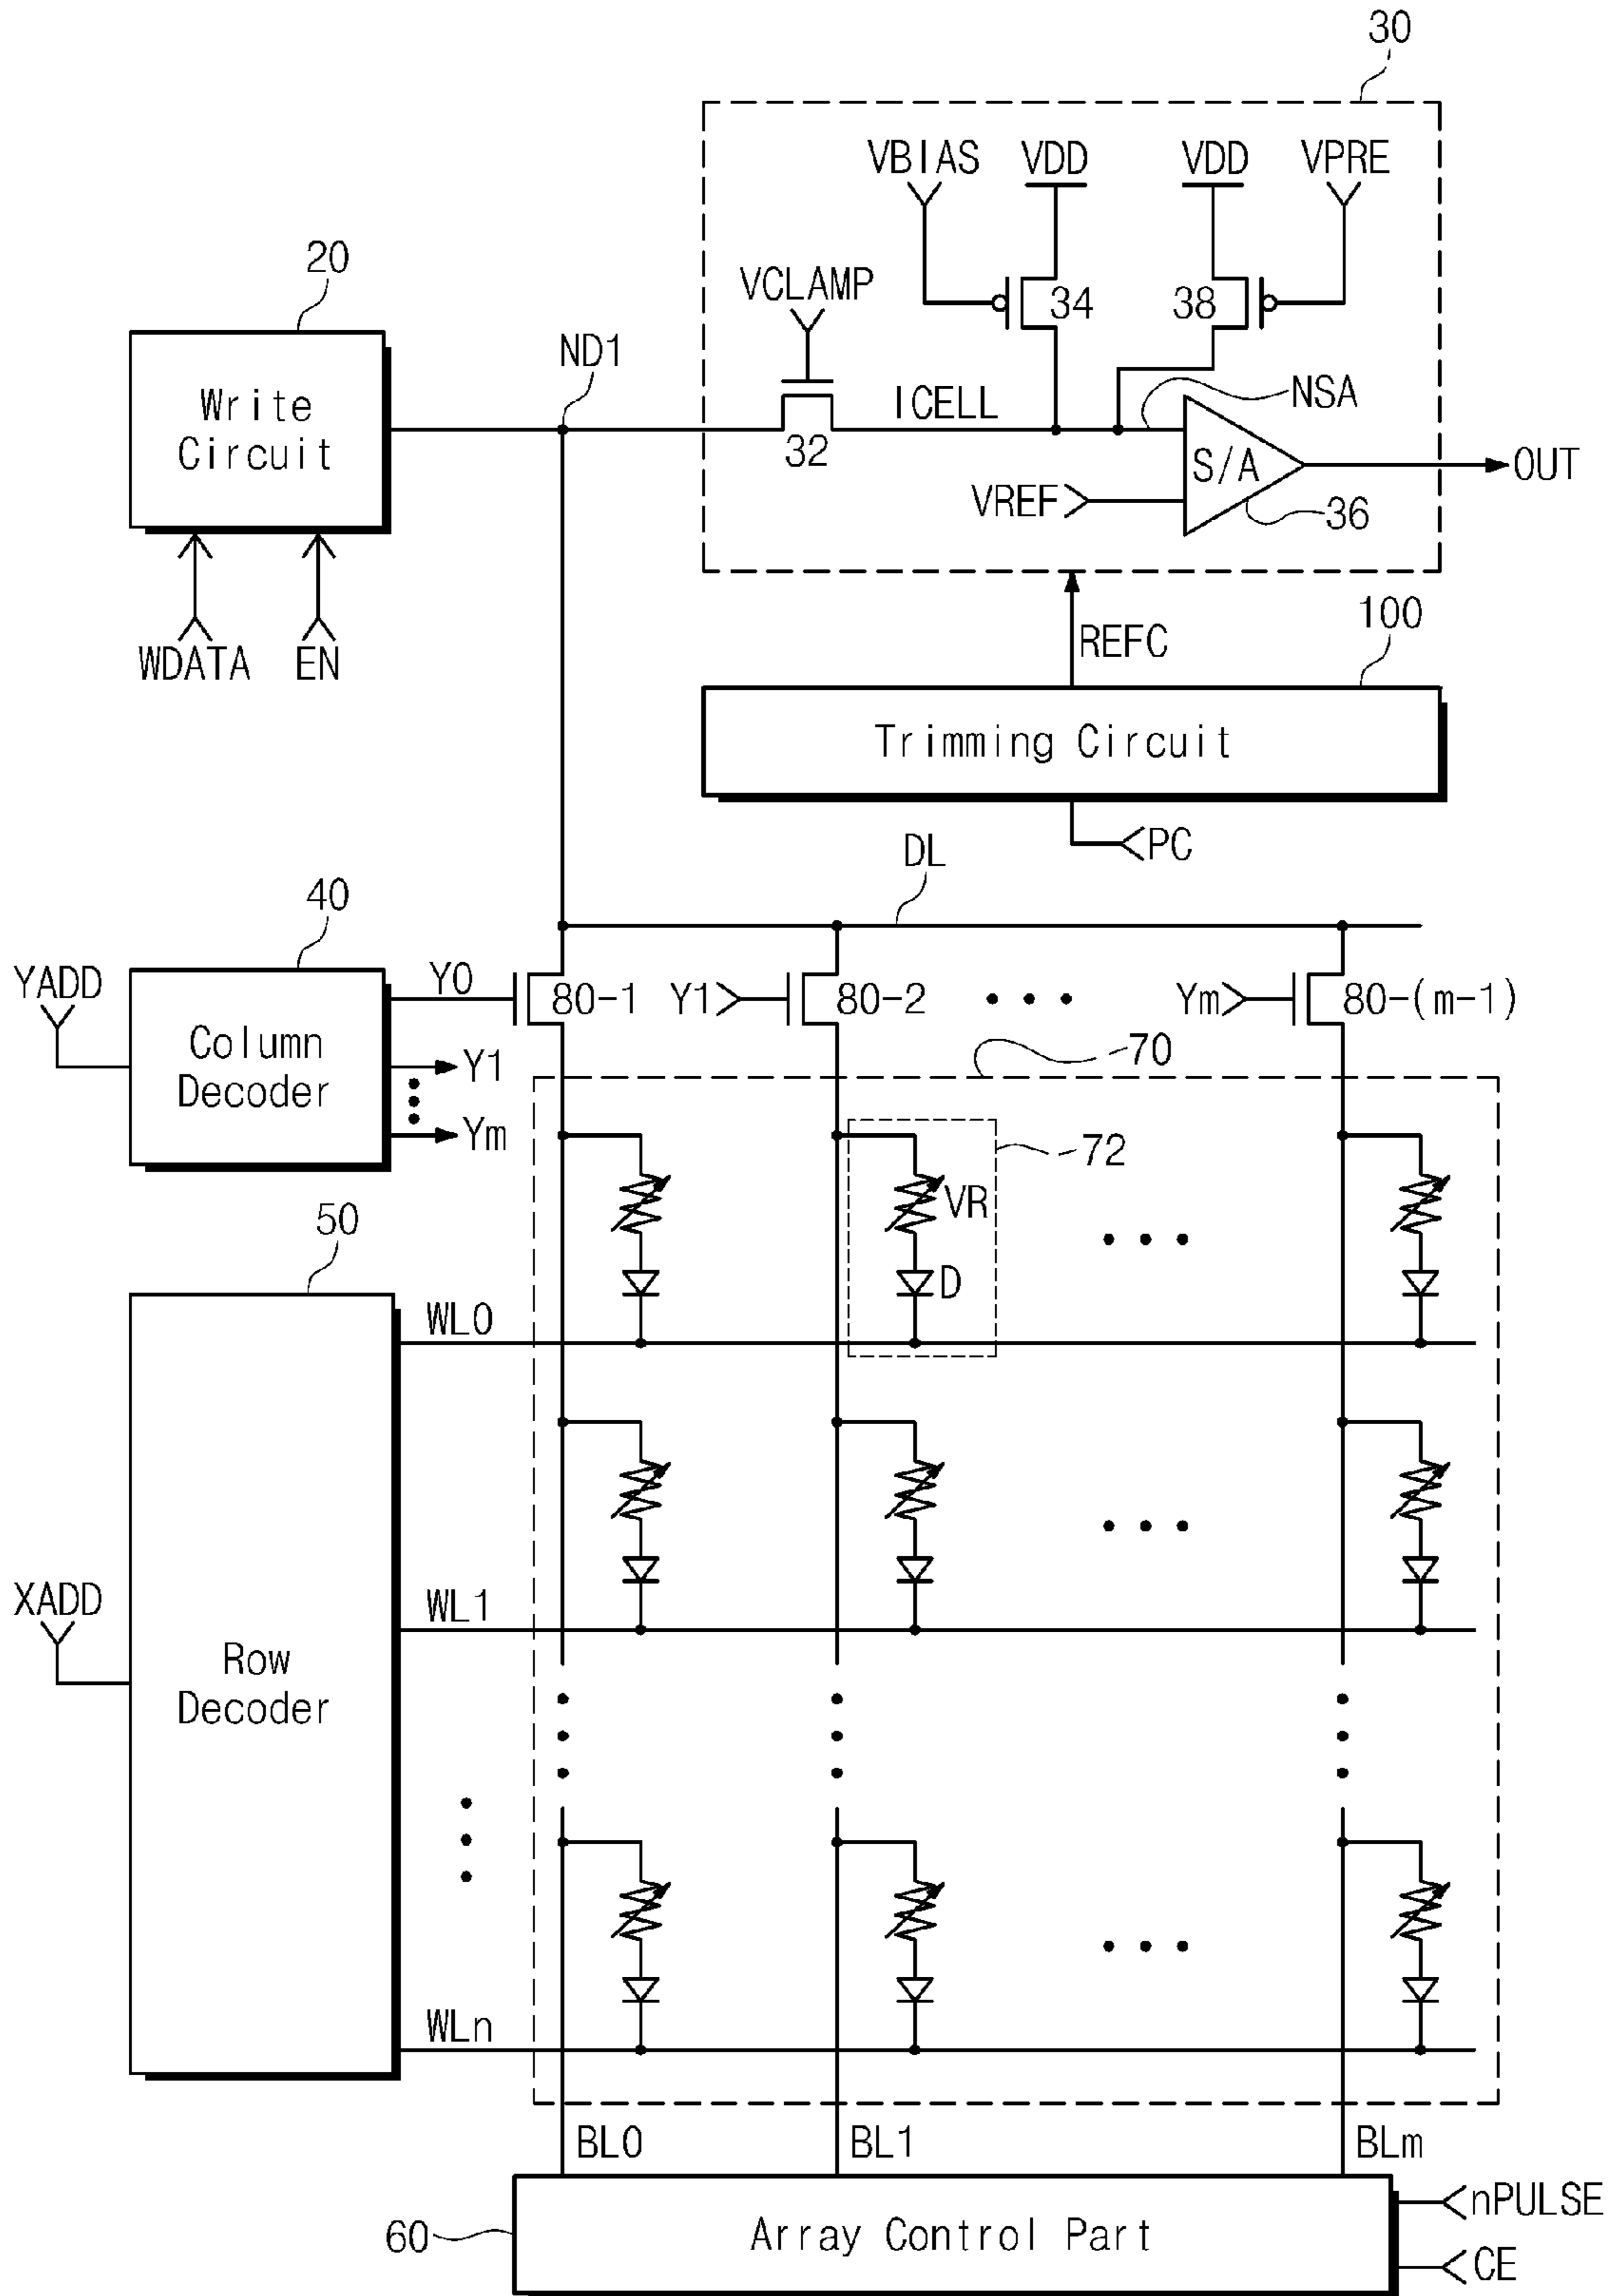 30
VBIAS VDD VDD VPRE
20
VCLAMP
34 38
ND1
Write
Circuit
ICELL NSA
32
S/A
OUT
VREF
36
WDATA EN
REFC
100
Trimming Circuit
PC
DL
40
YADD
Y0 80-1 Y1 80-2 Ym 80-(m-1)
Column
Decoder
Y1
Ym
70
72
VR
D
50
WL0
XADD
WL1
Row
Decoder
WLn
BL0 BL1 BLm
nPULSE
60
Array Control Part
CE